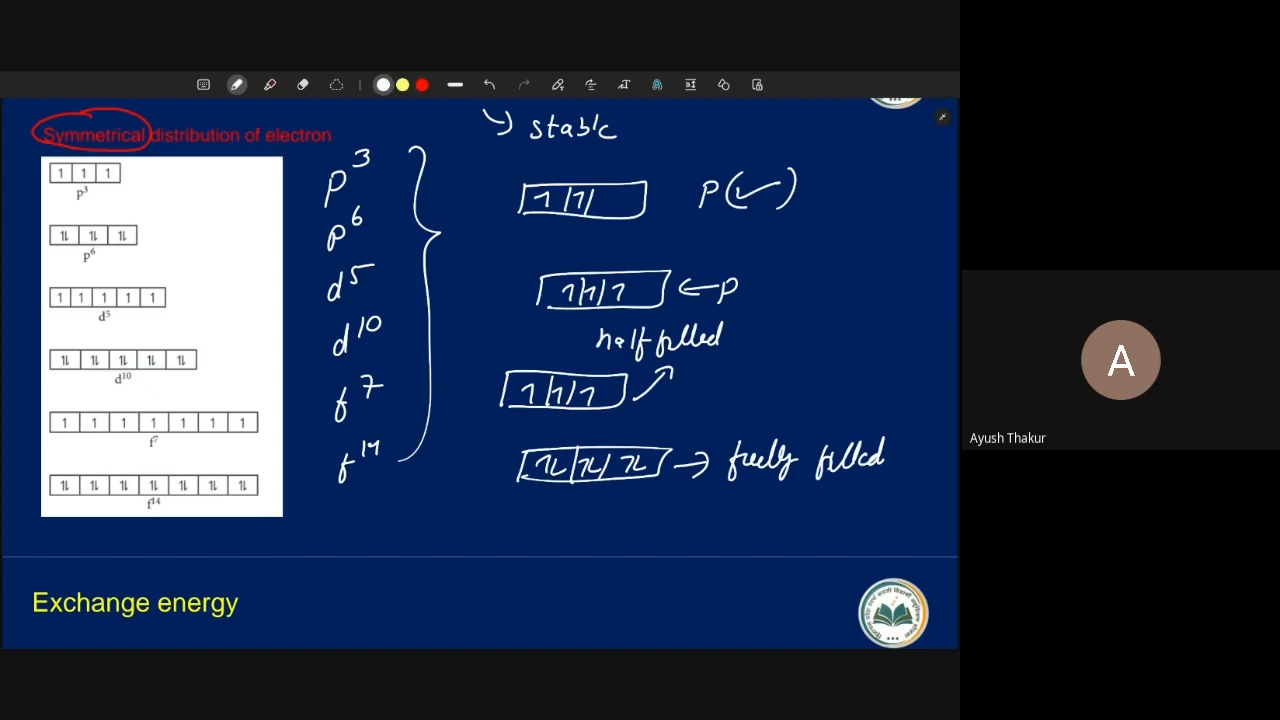 stable
Symmetrical distribution of electron
p³
p⁶
d⁵
d¹⁰
f⁷
f¹⁴
p³
p⁶
d⁵
d¹⁰
f⁷
f¹⁴
P(✓)
←P
half filled
→ fully filled
Ayush Thakur
A
Exchange energy